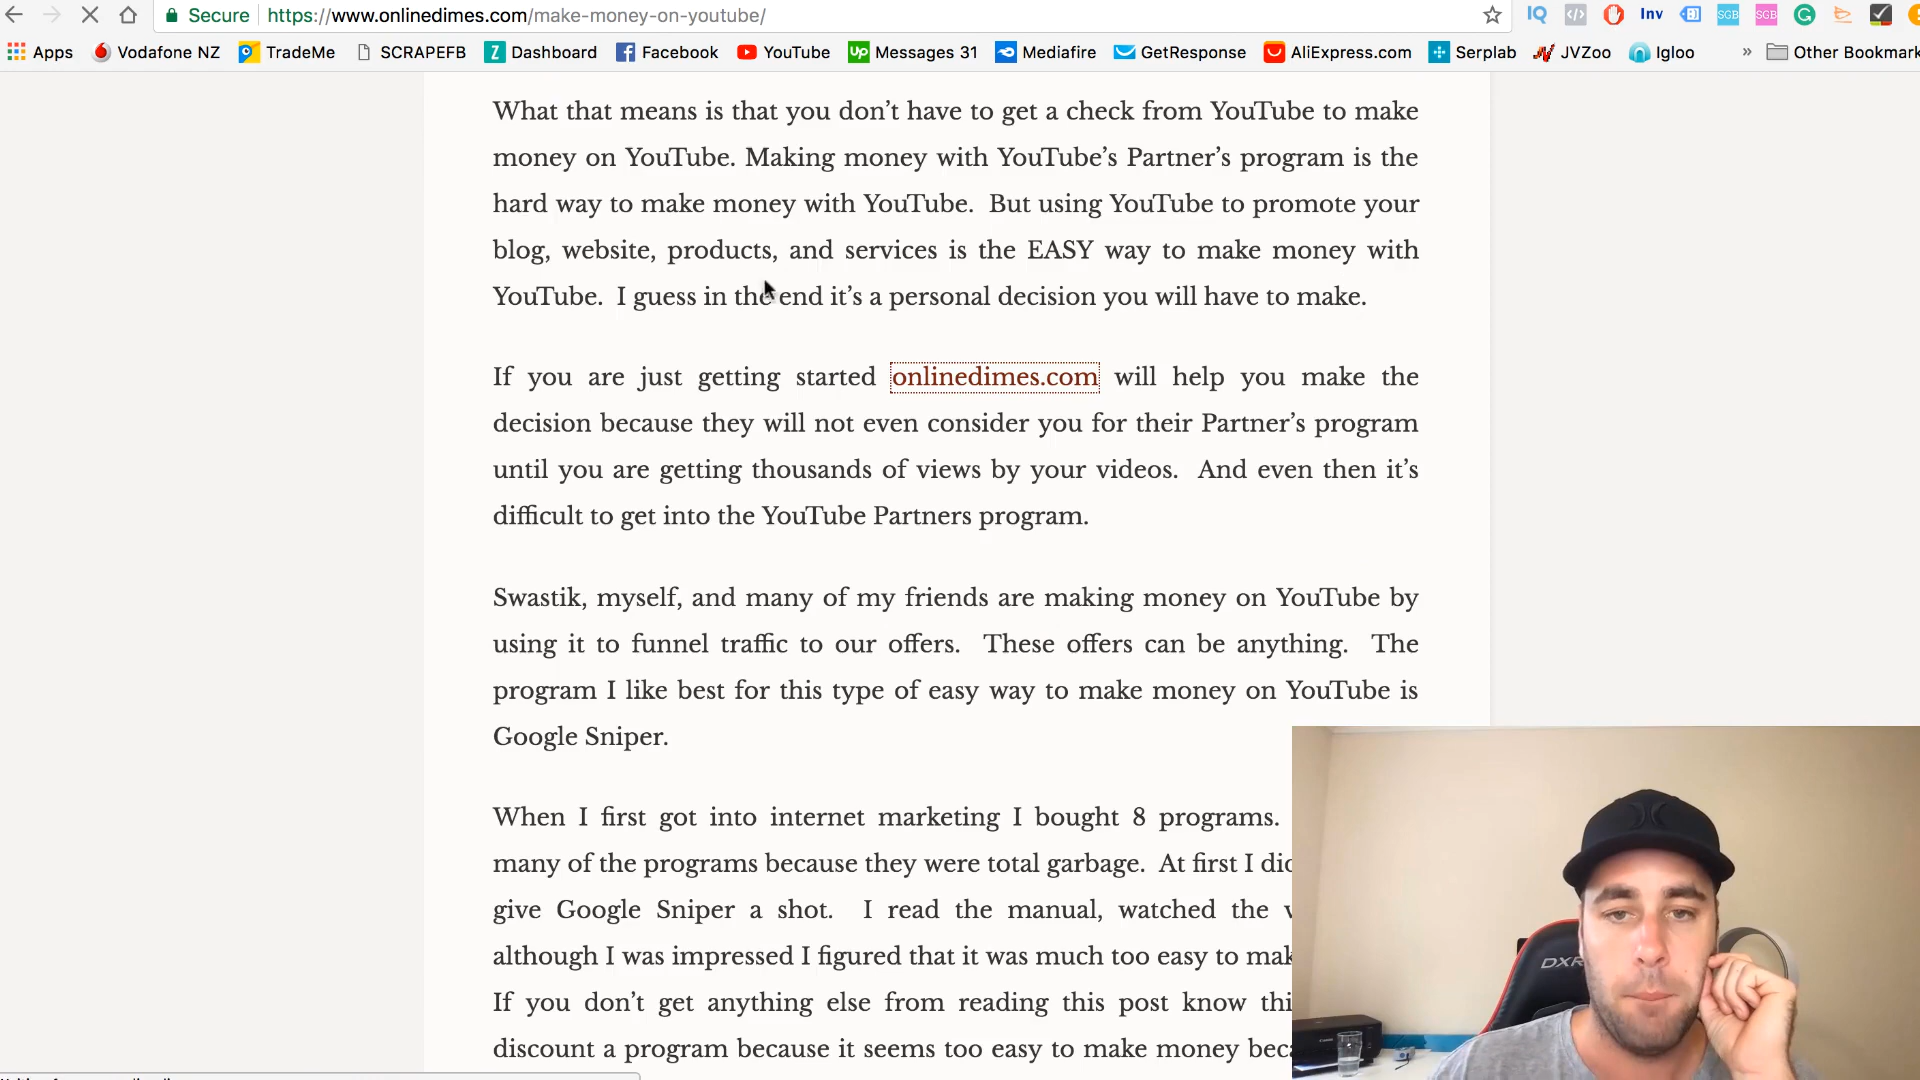 Secure https://www.onlinedimes.com/make-money-on-youtube/
IQ Inv SGB SGB
Apps Vodafone NZ TradeMe SCRAPEFB Dashboard Facebook YouTube Up Messages 31 Mediafire GetResponse AliExpress.com Serplab JVZoo Igloo » Other Bookmark
What that means is that you don’t have to get a check from YouTube to make
money on YouTube. Making money with YouTube’s Partner’s program is the
hard way to make money with YouTube. But using YouTube to promote your
blog, website, products, and services is the EASY way to make money with
YouTube. I guess in the end it’s a personal decision you will have to make.
If you are just getting started onlinedimes.com will help you make the
decision because they will not even consider you for their Partner’s program
until you are getting thousands of views by your videos. And even then it’s
difficult to get into the YouTube Partners program.
Swastik, myself, and many of my friends are making money on YouTube by
using it to funnel traffic to our offers. These offers can be anything. The
program I like best for this type of easy way to make money on YouTube is
Google Sniper.
When I first got into internet marketing I bought 8 programs.
many of the programs because they were total garbage. At first I did
give Google Sniper a shot. I read the manual, watched the
although I was impressed I figured that it was much too easy to
If you don’t get anything else from reading this post know
discount a program because it seems too easy to make money
DXR